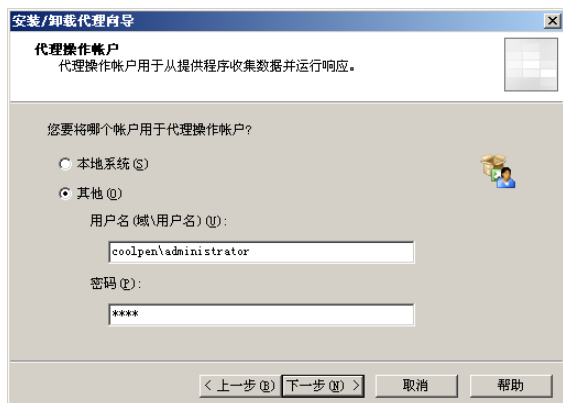 安装/卸载代理向导
代理操作帐户
代理操作帐户用于从提供程序收集数据并运行响应。
您要将哪个帐户用于代理操作帐户?
本地系统(S)
其他(O)
用户名(域\用户名)(U):
coolpen\administrator
密码(P):
****
< 上一步(B) 下一步(N) > 取消 帮助